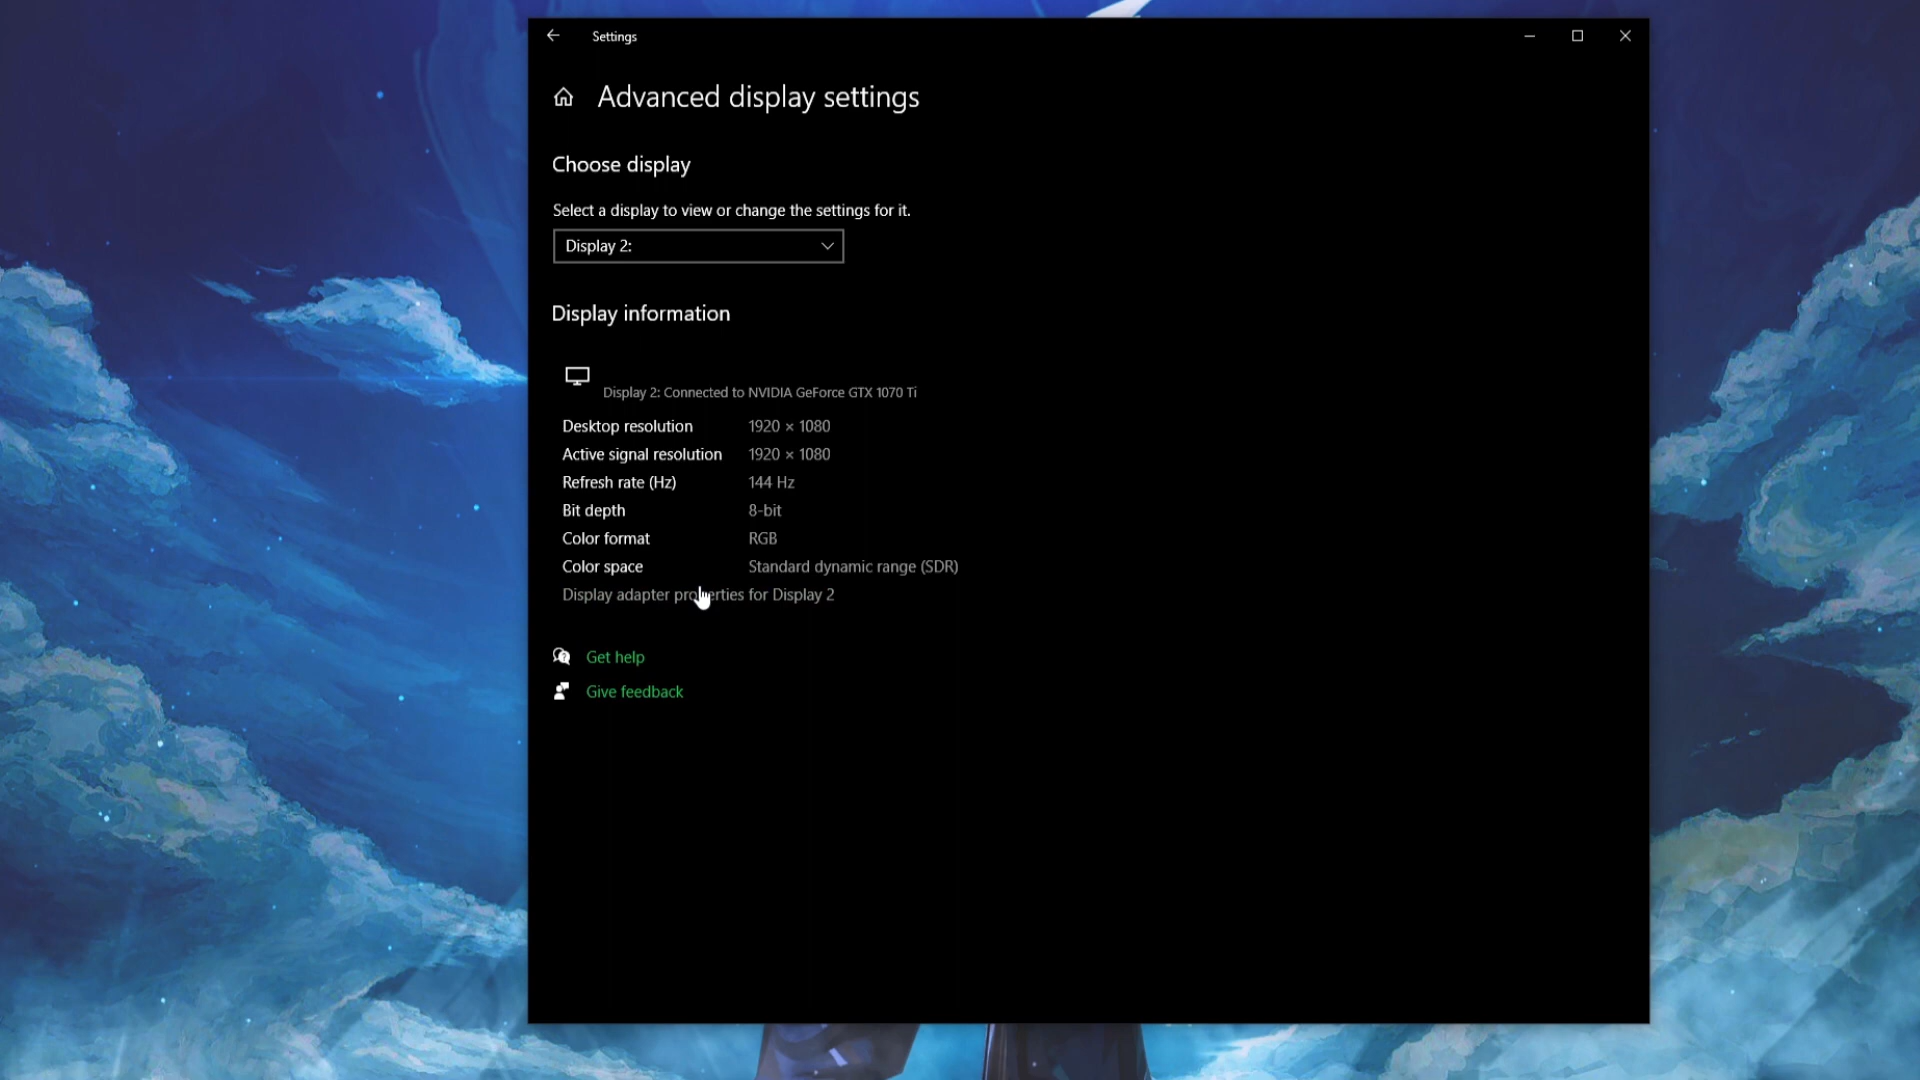 Settings
Advanced display settings
Choose display
Select a display to view or change the settings for it.
Display 2:
Display information
Display 2: Connected to NVIDIA GeForce GTX 1070 Ti
Desktop resolution 1920 × 1080
Active signal resolution 1920 × 1080
Refresh rate (Hz) 144 Hz
Bit depth 8-bit
Color format RGB
Color space Standard dynamic range (SDR)
Display adapter properties for Display 2
Get help
Give feedback